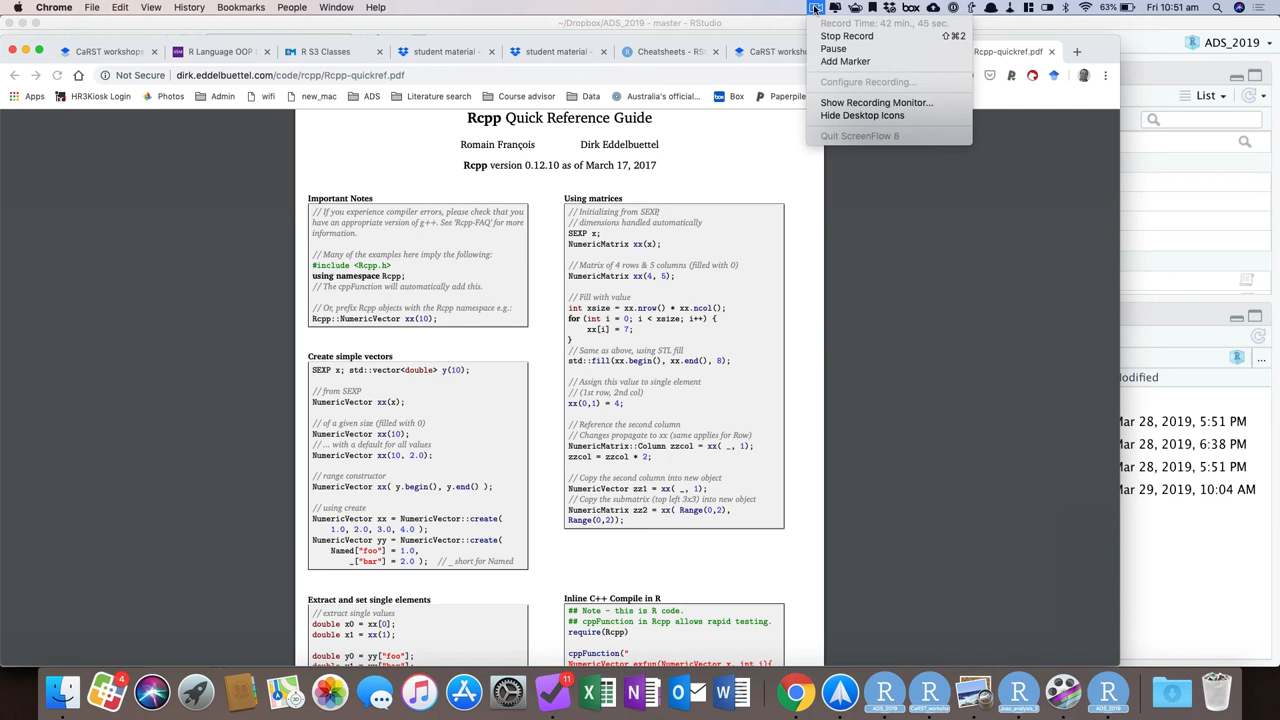 Chrome File Edit View History Bookmarks People Window Help
63% Fri 10:51 am
~/Dropbox/ADS_2019 - master - RStudio
ADS_2019
Record Time: 42 min., 45 sec.
Stop Record ⇧⌘2
Pause
Add Marker
Configure Recording...
Show Recording Monitor...
Hide Desktop Icons
Quit ScreenFlow 8
CaRST workshops
R Language OOP
R S3 Classes
student material -
student material -
Cheatsheets - RS
CaRST worksh
Rcpp-quickref.pdf
Not Secure dirk.eddelbuettel.com/code/rcpp/Rcpp-quickref.pdf
Apps HR3Kiosk Logon Photos Admin wifi new_mac ADS Literature search Course advisor Data Australia's official... Box Paperpile
List
Rcpp Quick Reference Guide
Romain François Dirk Eddelbuettel
Rcpp version 0.12.10 as of March 17, 2017
Important Notes
// If you experience compiler errors, please check that you
have an appropriate version of g++. See 'Rcpp-FAQ' for more
information.
// Many of the examples here imply the following:
#include <Rcpp.h>
using namespace Rcpp;
// The cppFunction will automatically add this.
// Or, prefix Rcpp objects with the Rcpp namespace e.g.:
Rcpp::NumericVector xx(10);
Create simple vectors
SEXP x; std::vector<double> y(10);
// from SEXP
NumericVector xx(x);
// of a given size (filled with 0)
NumericVector xx(10);
// ... with a default for all values
NumericVector xx(10, 2.0);
// range constructor
NumericVector xx( y.begin(), y.end() );
// using create
NumericVector xx = NumericVector::create(
1.0, 2.0, 3.0, 4.0 );
NumericVector yy = NumericVector::create(
Named["foo"] = 1.0,
_["bar"] = 2.0 ); // _ short for Named
Extract and set single elements
// extract single values
double x0 = xx[0];
double x1 = xx(1);
double y0 = yy["foo"];
Using matrices
// Initializing from SEXP,
// dimensions handled automatically
SEXP x;
NumericMatrix xx(x);
// Matrix of 4 rows & 5 columns (filled with 0)
NumericMatrix xx(4, 5);
// Fill with value
int xsize = xx.nrow() * xx.ncol();
for (int i = 0; i < xsize; i++) {
xx[i] = 7;
}
// Same as above, using STL fill
std::fill(xx.begin(), xx.end(), 8);
// Assign this value to single element
// (1st row, 2nd col)
xx(0,1) = 4;
// Reference the second column
// Changes propagate to xx (same applies for Row)
NumericMatrix::Column zzcol = xx( _, 1);
zzcol = zzcol * 2;
// Copy the second column into new object
NumericVector zz1 = xx( _, 1);
// Copy the submatrix (top left 3x3) into new object
NumericMatrix zz2 = xx( Range(0,2),
Range(0,2));
Inline C++ Compile in R
## Note - this is R code.
## cppFunction in Rcpp allows rapid testing.
require(Rcpp)
cppFunction("
NumericVector exfun(NumericVector x, int i){
odified
Mar 28, 2019, 5:51 PM
Mar 28, 2019, 6:38 PM
Mar 28, 2019, 5:51 PM
Mar 29, 2019, 10:04 AM
4
11
ADS_2019